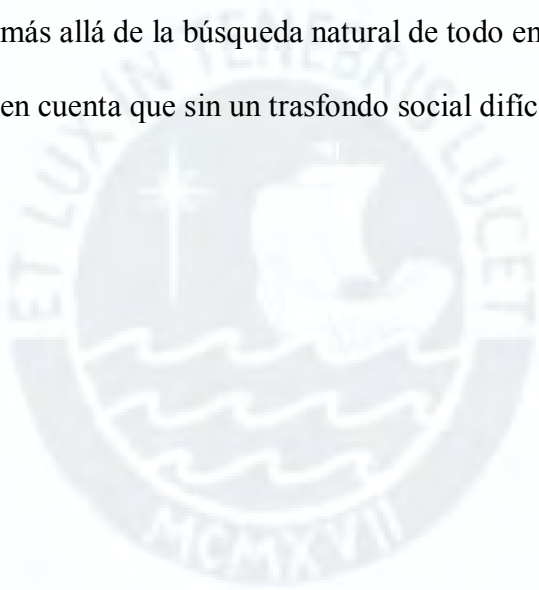 más allá de la búsqueda natural de todo en
en cuenta que sin un trasfondo social difíc
ET LUX IN TENEBRIS LUCET
MCMXVII